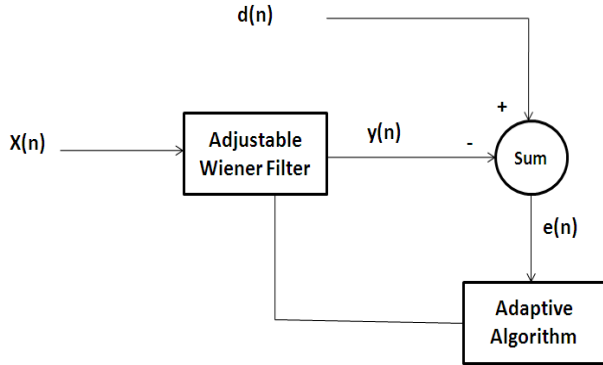 d(n)
+
X(n)
Adjustable
Wiener Filter
y(n)
-
Sum
e(n)
Adaptive
Algorithm